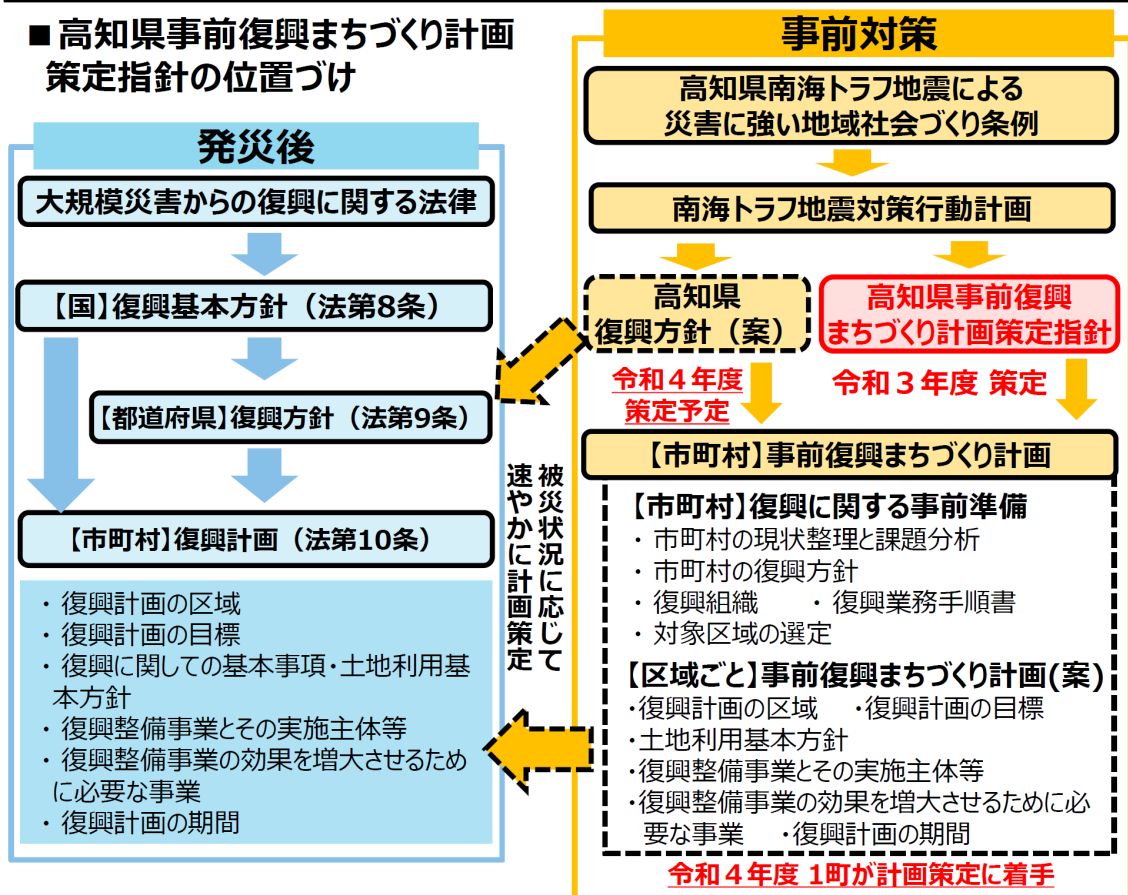 ■高知県事前復興まちづくり計画
策定指針の位置づけ
発災後
大規模災害からの復興に関する法律
【国】復興基本方針（法第8条）
【都道府県】復興方針（法第9条）
【市町村】復興計画（法第10条）
・復興計画の区域
・復興計画の目標
・復興に関しての基本事項・土地利用基
本方針
・復興整備事業とその実施主体等
・復興整備事業の効果を増大させるため
に必要な事業
・復興計画の期間
被災状況に応じて
速やかに計画策定
事前対策
高知県南海トラフ地震による
災害に強い地域社会づくり条例
南海トラフ地震対策行動計画
高知県
復興方針（案）
令和４年度
策定予定
高知県事前復興
まちづくり計画策定指針
令和３年度 策定
【市町村】事前復興まちづくり計画
【市町村】復興に関する事前準備
・市町村の現状整理と課題分析
・市町村の復興方針
・復興組織　・復興業務手順書
・対象区域の選定
【区域ごと】事前復興まちづくり計画(案)
・復興計画の区域　・復興計画の目標
・土地利用基本方針
・復興整備事業とその実施主体等
・復興整備事業の効果を増大させるために必
要な事業　・復興計画の期間
令和４年度 1町が計画策定に着手